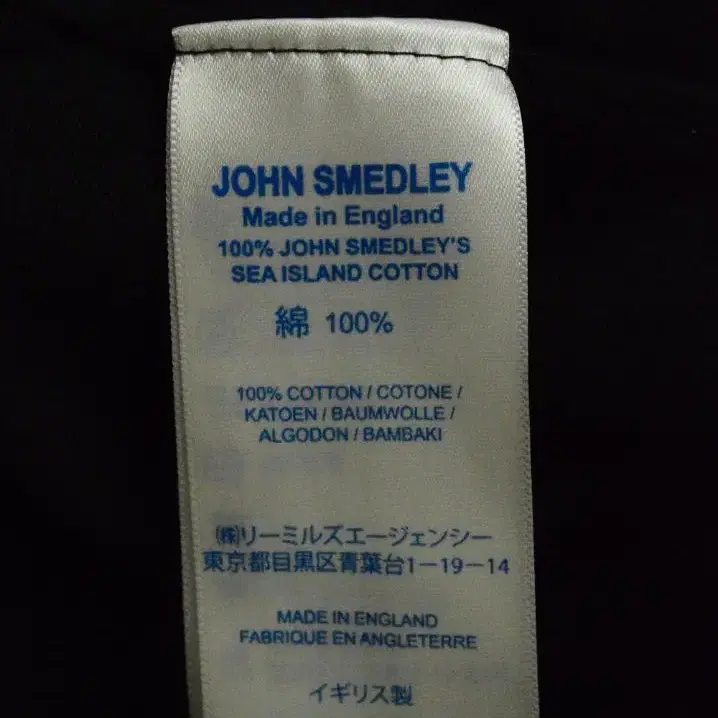 JOHN SMEDLEY
Made in England
100% JOHN SMEDLEY'S
SEA ISLAND COTTON
綿 100%
100% COTTON / COTONE /
KATOEN / BAUMWOLLE /
ALGODON / BAMBAKI
㈱リーミルズエージェンシー
東京都目黒区青葉台1-19-14
MADE IN ENGLAND
FABRIQUE EN ANGLETERRE
イギリス製